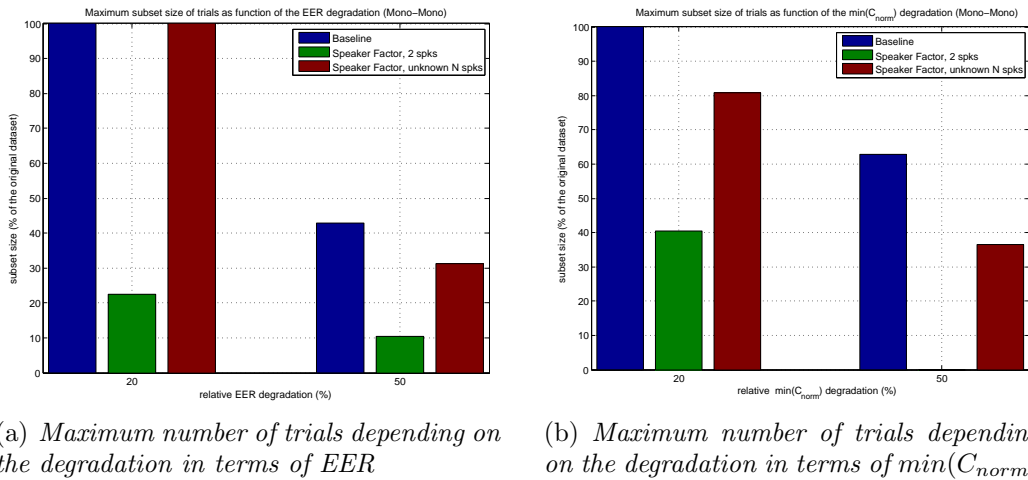 Maximum subset size of trials as function of the EER degradation (Mono−Mono)
Baseline
Speaker Factor, 2 spks
Speaker Factor, unknown N spks
subset size (% of the original dataset)
100
90
80
70
60
50
40
30
20
10
0
20
50
relative EER degradation (%)
Maximum subset size of trials as function of the min(Cnorm) degradation (Mono−Mono)
Baseline
Speaker Factor, 2 spks
Speaker Factor, unknown N spks
subset size (% of the original dataset)
100
90
80
70
60
50
40
30
20
10
0
20
50
relative min(Cnorm) degradation (%)
a) Maximum number of trials depending on
the degradation in terms of EER
(b) Maximum number of trials dependin
on the degradation in terms of min(Cnorm